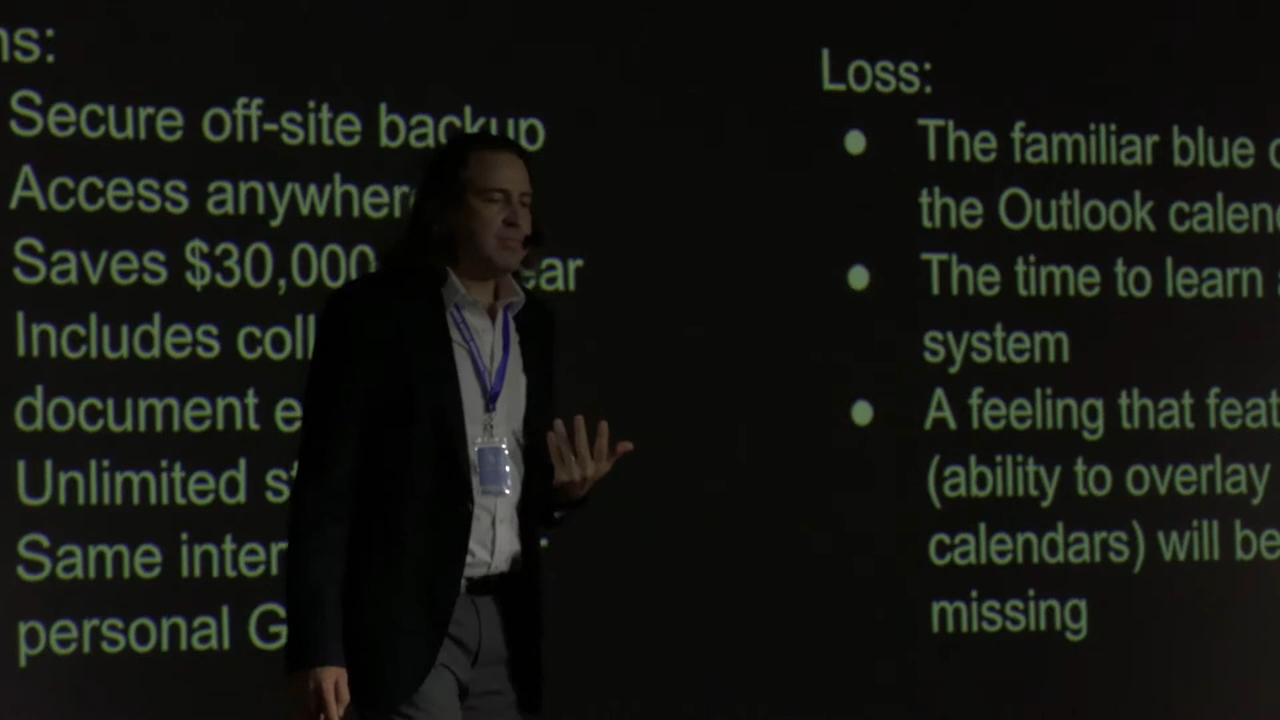 ns:
Secure off-site backup
Access anywhere
Saves $30,000 ear
Includes coll
document e
Unlimited st
Same inter
personal G
Loss:
● The familiar blue
the Outlook calen
● The time to learn
system
● A feeling that feat
(ability to overlay
calendars) will be
missing